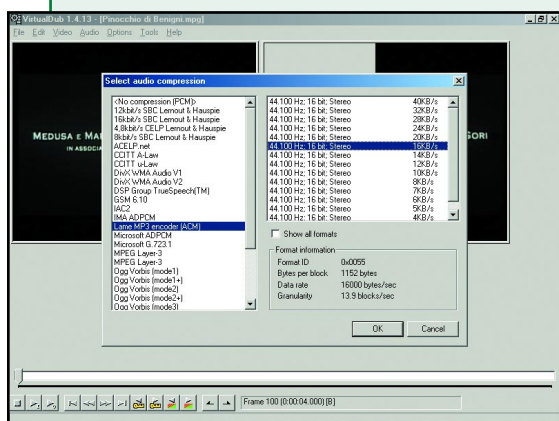 VirtualDub 1.4.13 - [Pinocchio di Benigni.mpg]
File Edit Video Audio Options Tools Help
Select audio compression
<No compression (PCM)>
12kbit/s SBC Lernout & Hauspie
16kbit/s SBC Lernout & Hauspie
4,8kbit/s CELP Lernout & Hauspie
8kbit/s SBC Lernout & Hauspie
ACELP.net
CCITT A-Law
CCITT u-Law
DivX WMA Audio V1
DivX WMA Audio V2
DSP Group TrueSpeech(TM)
GSM 6.10
IAC2
IMA ADPCM
Lame MP3 encoder (ACM)
Microsoft ADPCM
Microsoft G.723.1
MPEG Layer-3
MPEG Layer-3
Ogg Vorbis (mode1)
Ogg Vorbis (mode1+)
Ogg Vorbis (mode2)
Ogg Vorbis (mode2+)
Ogg Vorbis (mode3)
44.100 Hz; 16 bit; Stereo 40KB/s
44.100 Hz; 16 bit; Stereo 32KB/s
44.100 Hz; 16 bit; Stereo 28KB/s
44.100 Hz; 16 bit; Stereo 24KB/s
44.100 Hz; 16 bit; Stereo 20KB/s
44.100 Hz; 16 bit; Stereo 16KB/s
44.100 Hz; 16 bit; Stereo 14KB/s
44.100 Hz; 16 bit; Stereo 12KB/s
44.100 Hz; 16 bit; Stereo 10KB/s
44.100 Hz; 16 bit; Stereo 8KB/s
44.100 Hz; 16 bit; Stereo 7KB/s
44.100 Hz; 16 bit; Stereo 6KB/s
44.100 Hz; 16 bit; Stereo 5KB/s
44.100 Hz; 16 bit; Stereo 4KB/s
Show all formats
Format information
Format ID 0x0055
Bytes per block 1152 bytes
Data rate 16000 bytes/sec
Granularity 13.9 blocks/sec
OK Cancel
MEDUSA E MA
IN ASSOCIA
GORI
Frame 100 (0:00:04.000) [B]